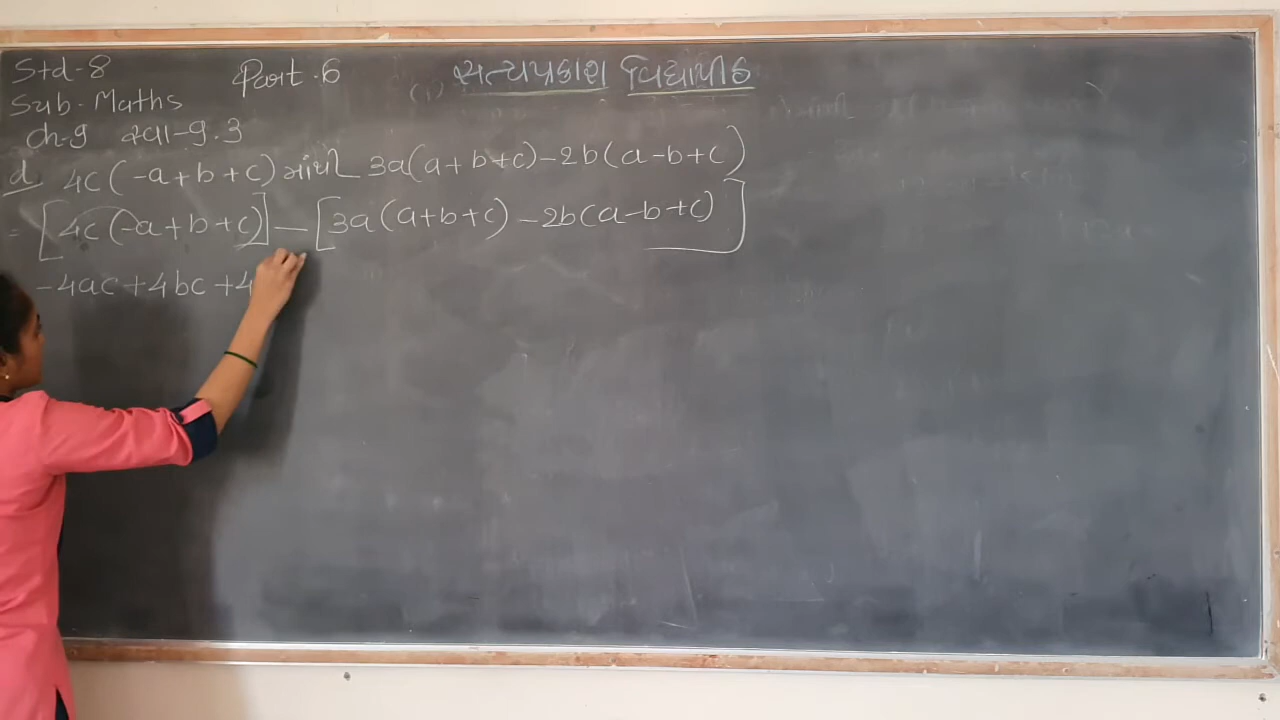 Std-8
Part.6
સત્યપ્રકાશ વિદ્યાપીઠ
Sub-Maths
ch-9 સ્વા-9.3
d 4c(-a+b+c) માંથી 3a(a+b+c)-2b(a-b+c)
= [4c(-a+b+c)] - [3a(a+b+c)-2b(a-b+c)]
-4ac+4bc+4